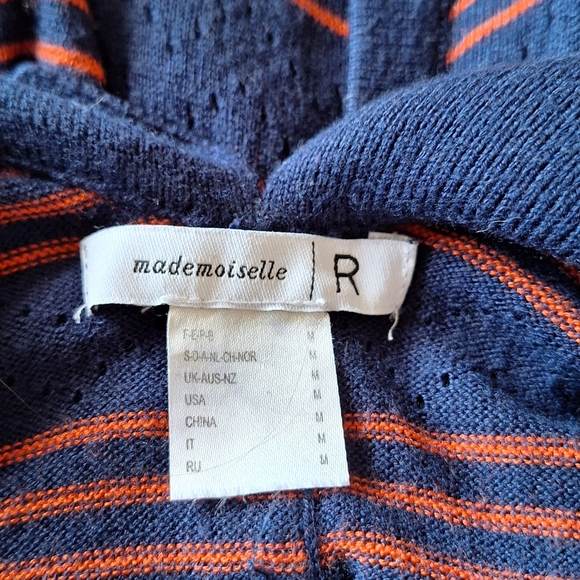 mademoiselle | R
F-E-P-B M
S-D-A-NL-CH-NOR M
UK-AUS-NZ M
USA M
CHINA M
IT M
RU M